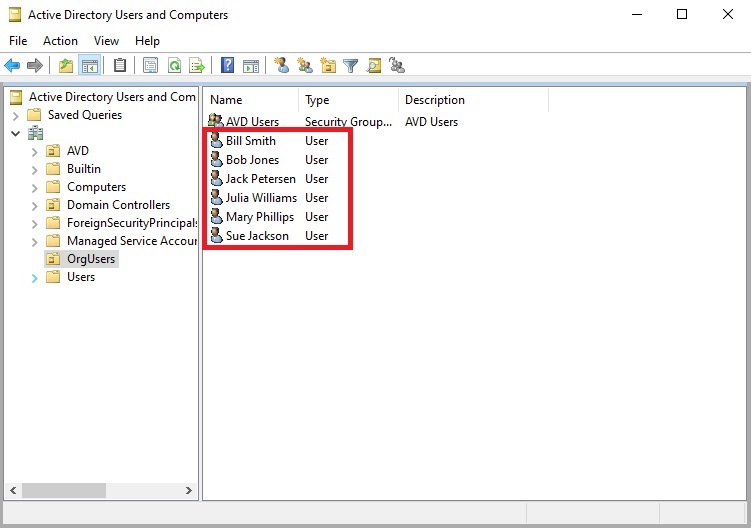 Active Directory Users and Computers
File Action View Help
Active Directory Users and Com
Saved Queries
AVD
Builtin
Computers
Domain Controllers
ForeignSecurityPrincipals
Managed Service Accou
OrgUsers
Users
Name Type Description
AVD Users Security Group... AVD Users
Bill Smith User
Bob Jones User
Jack Petersen User
Julia Williams User
Mary Phillips User
Sue Jackson User